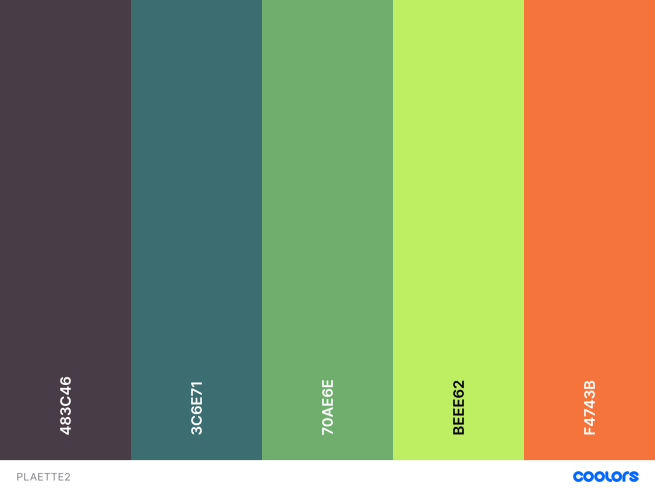 483C46
3C6E71
70AE6E
BEEE62
F4743B
PLAETTE2
coolors